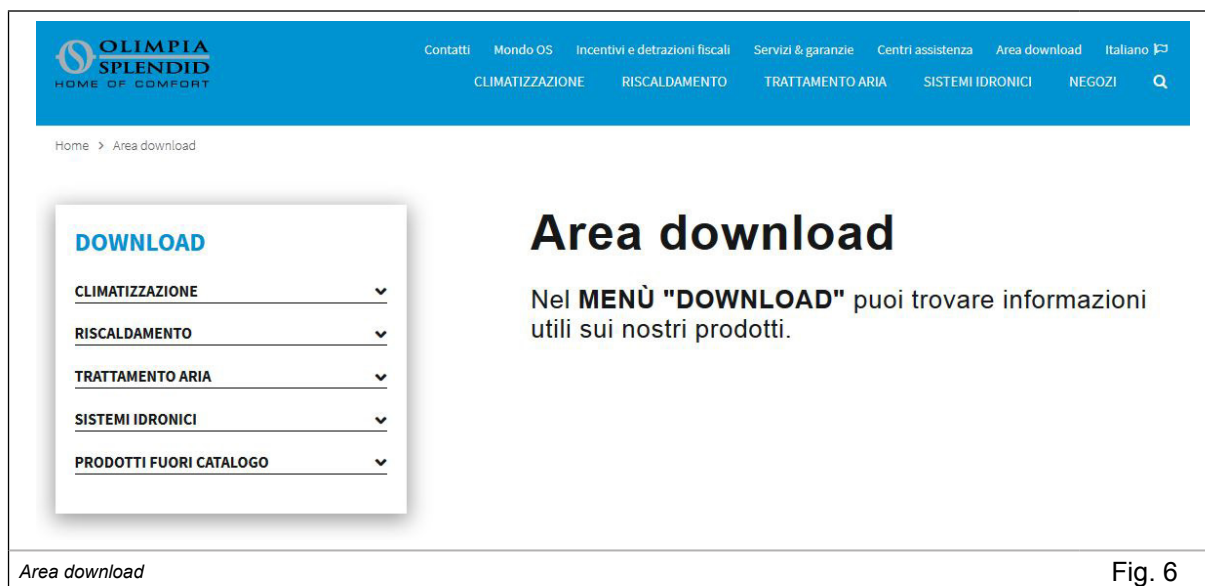 OLIMPIA
SPLENDID
HOME OF COMFORT
Contatti Mondo OS Incentivi e detrazioni fiscali Servizi & garanzie Centri assistenza Area download Italiano
CLIMATIZZAZIONE RISCALDAMENTO TRATTAMENTO ARIA SISTEMI IDRONICI NEGOZI
Home > Area download
DOWNLOAD
CLIMATIZZAZIONE
RISCALDAMENTO
TRATTAMENTO ARIA
SISTEMI IDRONICI
PRODOTTI FUORI CATALOGO
Area download
Nel MENÙ "DOWNLOAD" puoi trovare informazioni
utili sui nostri prodotti.
Area download
Fig. 6